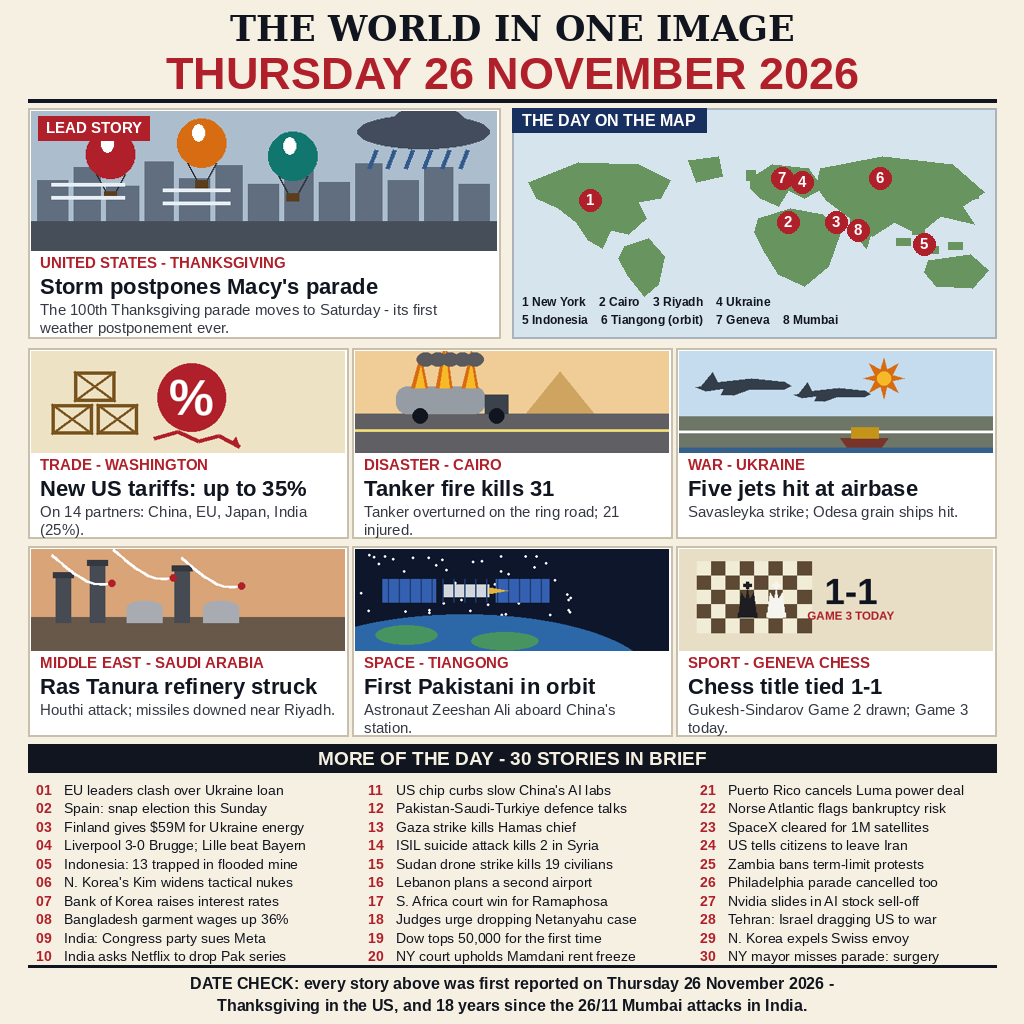 THE WORLD IN ONE IMAGE
THURSDAY 26 NOVEMBER 2026
LEAD STORY
UNITED STATES - THANKSGIVING
Storm postpones Macy's parade
The 100th Thanksgiving parade moves to Saturday - its first
weather postponement ever.
THE DAY ON THE MAP
1
2
3
4
5
6
7
8
1 New York 2 Cairo 3 Riyadh 4 Ukraine
5 Indonesia 6 Tiangong (orbit) 7 Geneva 8 Mumbai
%
TRADE - WASHINGTON
New US tariffs: up to 35%
On 14 partners: China, EU, Japan, India
(25%).
DISASTER - CAIRO
Tanker fire kills 31
Tanker overturned on the ring road; 21
injured.
WAR - UKRAINE
Five jets hit at airbase
Savasleyka strike; Odesa grain ships hit.
MIDDLE EAST - SAUDI ARABIA
Ras Tanura refinery struck
Houthi attack; missiles downed near Riyadh.
SPACE - TIANGONG
First Pakistani in orbit
Astronaut Zeeshan Ali aboard China's
station.
1-1
GAME 3 TODAY
SPORT - GENEVA CHESS
Chess title tied 1-1
Gukesh-Sindarov Game 2 drawn; Game 3
today.
MORE OF THE DAY - 30 STORIES IN BRIEF
01 EU leaders clash over Ukraine loan
02 Spain: snap election this Sunday
03 Finland gives $59M for Ukraine energy
04 Liverpool 3-0 Brugge; Lille beat Bayern
05 Indonesia: 13 trapped in flooded mine
06 N. Korea's Kim widens tactical nukes
07 Bank of Korea raises interest rates
08 Bangladesh garment wages up 36%
09 India: Congress party sues Meta
10 India asks Netflix to drop Pak series
11 US chip curbs slow China's AI labs
12 Pakistan-Saudi-Turkiye defence talks
13 Gaza strike kills Hamas chief
14 ISIL suicide attack kills 2 in Syria
15 Sudan drone strike kills 19 civilians
16 Lebanon plans a second airport
17 S. Africa court win for Ramaphosa
18 Judges urge dropping Netanyahu case
19 Dow tops 50,000 for the first time
20 NY court upholds Mamdani rent freeze
21 Puerto Rico cancels Luma power deal
22 Norse Atlantic flags bankruptcy risk
23 SpaceX cleared for 1M satellites
24 US tells citizens to leave Iran
25 Zambia bans term-limit protests
26 Philadelphia parade cancelled too
27 Nvidia slides in AI stock sell-off
28 Tehran: Israel dragging US to war
29 N. Korea expels Swiss envoy
30 NY mayor misses parade: surgery
DATE CHECK: every story above was first reported on Thursday 26 November 2026 -
Thanksgiving in the US, and 18 years since the 26/11 Mumbai attacks in India.